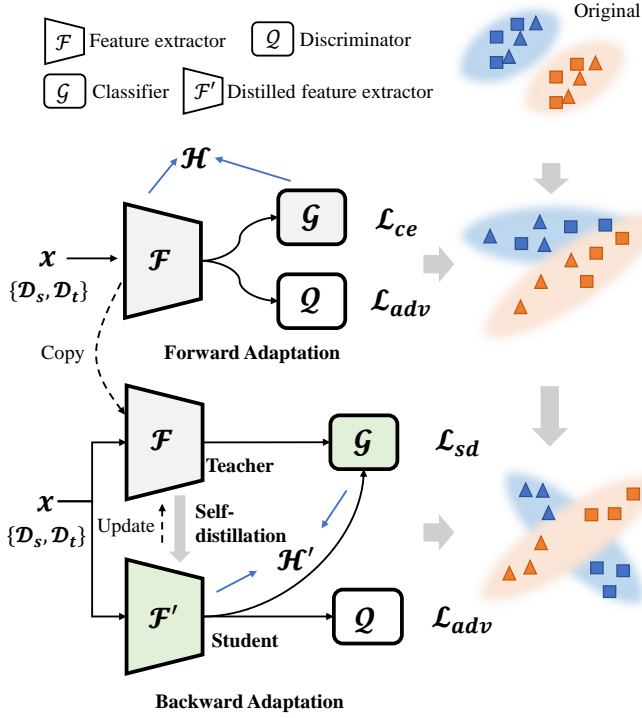 Original
ℱ Feature extractor
𝒬 Discriminator
𝒢 Classifier
ℱ′ Distilled feature extractor
ℋ
𝒢
ℒ_ce
x
ℱ
{𝒟_s, 𝒟_t}
𝒬
ℒ_adv
Copy
Forward Adaptation
ℱ
𝒢
ℒ_sd
Teacher
x
{𝒟_s, 𝒟_t}
Update
Self-
distillation
ℋ′
ℱ′
𝒬
ℒ_adv
Student
Backward Adaptation